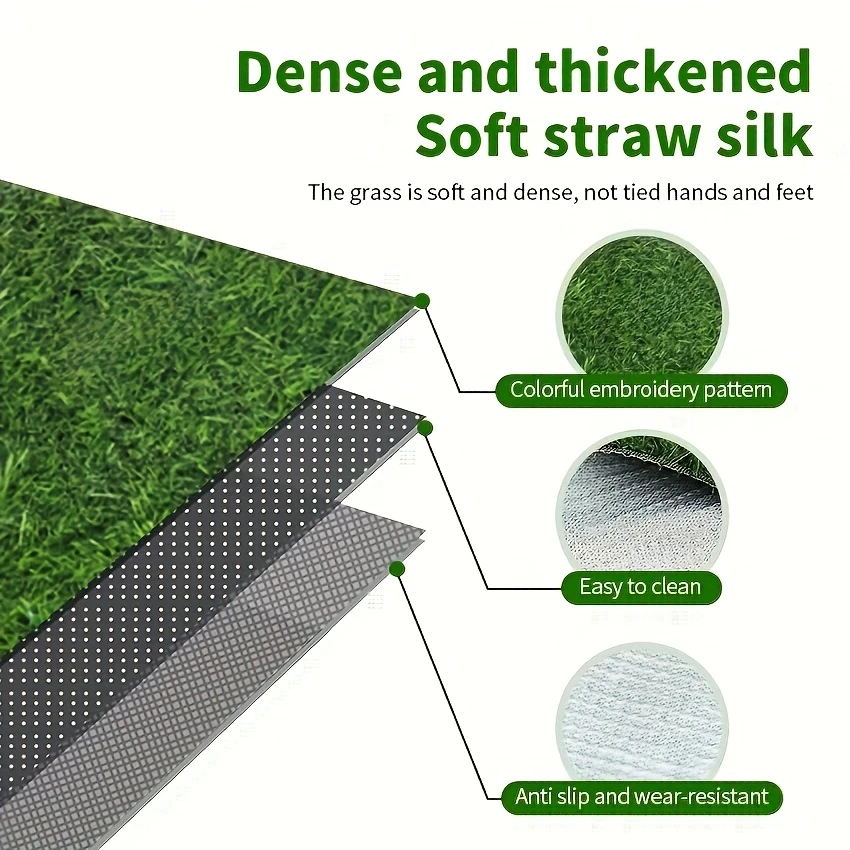 Dense and thickened
Soft straw silk
The grass is soft and dense, not tied hands and feet
Colorful embroidery pattern
Easy to clean
Anti slip and wear-resistant